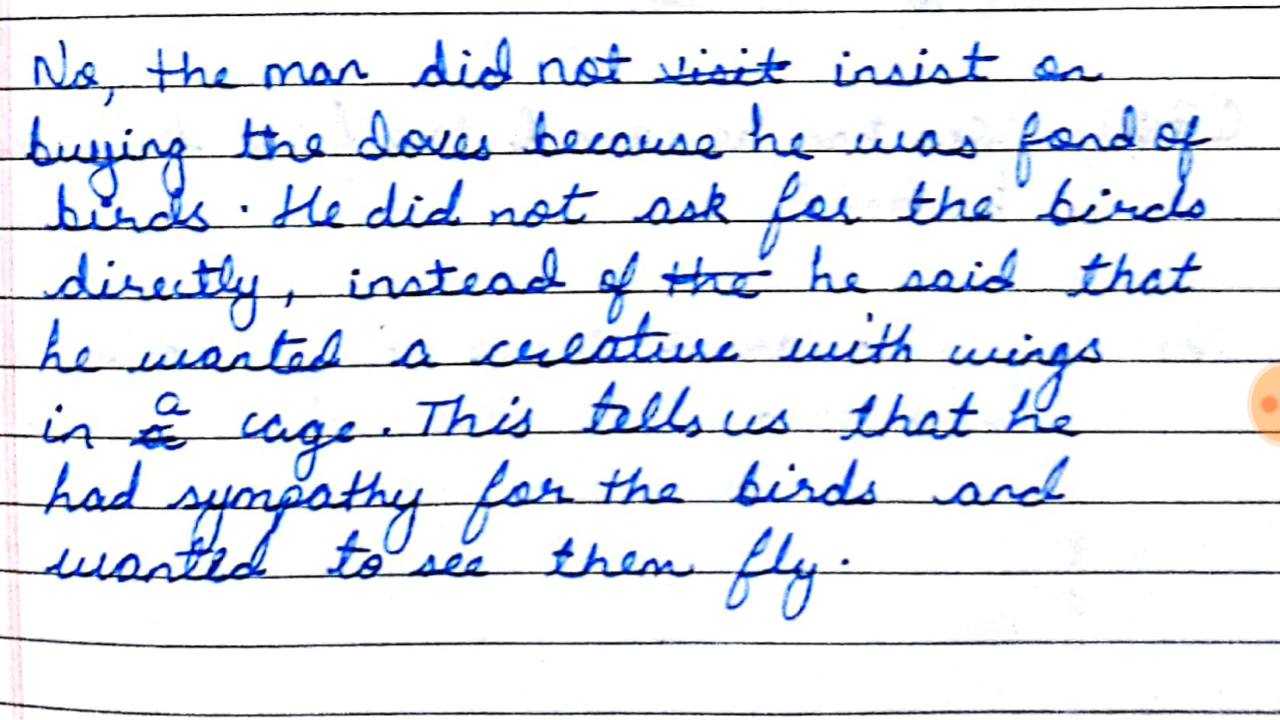 No, the man did not visit insist on
buying the doves because he was fond of
birds. He did not ask for the birds
directly, instead of the he said that
he wanted a creature with wings
in a a cage. This tells us that he
had sympathy for the birds and
wanted to see them fly.